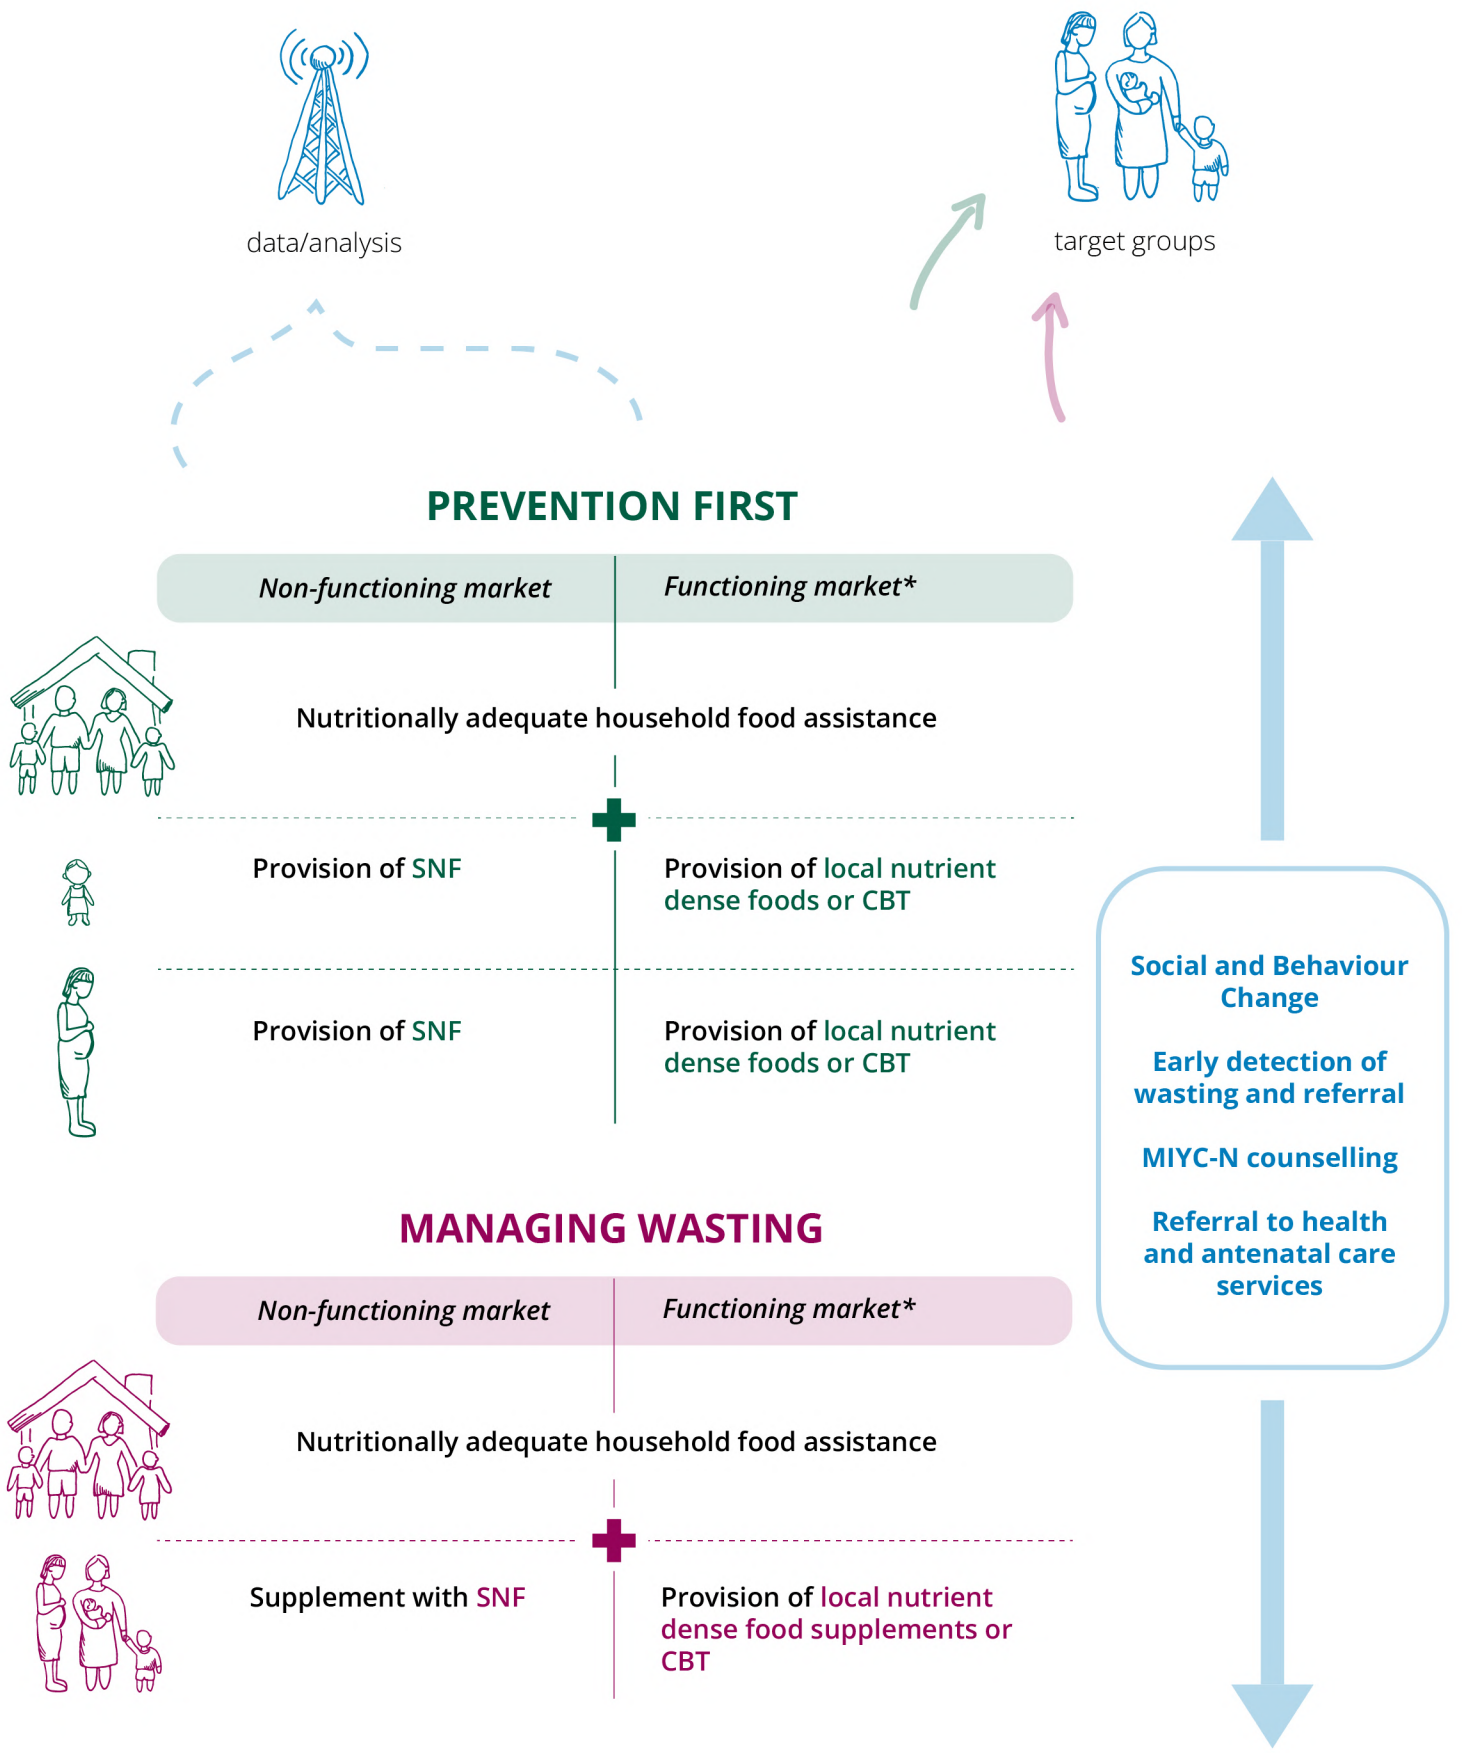 data/analysis
target groups
PREVENTION FIRST
Non-functioning market
Functioning market*
Nutritionally adequate household food assistance
Provision of SNF
Provision of local nutrient
dense foods or CBT
Provision of SNF
Provision of local nutrient
dense foods or CBT
MANAGING WASTING
Non-functioning market
Functioning market*
Nutritionally adequate household food assistance
Supplement with SNF
Provision of local nutrient
dense food supplements or
CBT
Social and Behaviour
Change
Early detection of
wasting and referral
MIYC-N counselling
Referral to health
and antenatal care
services